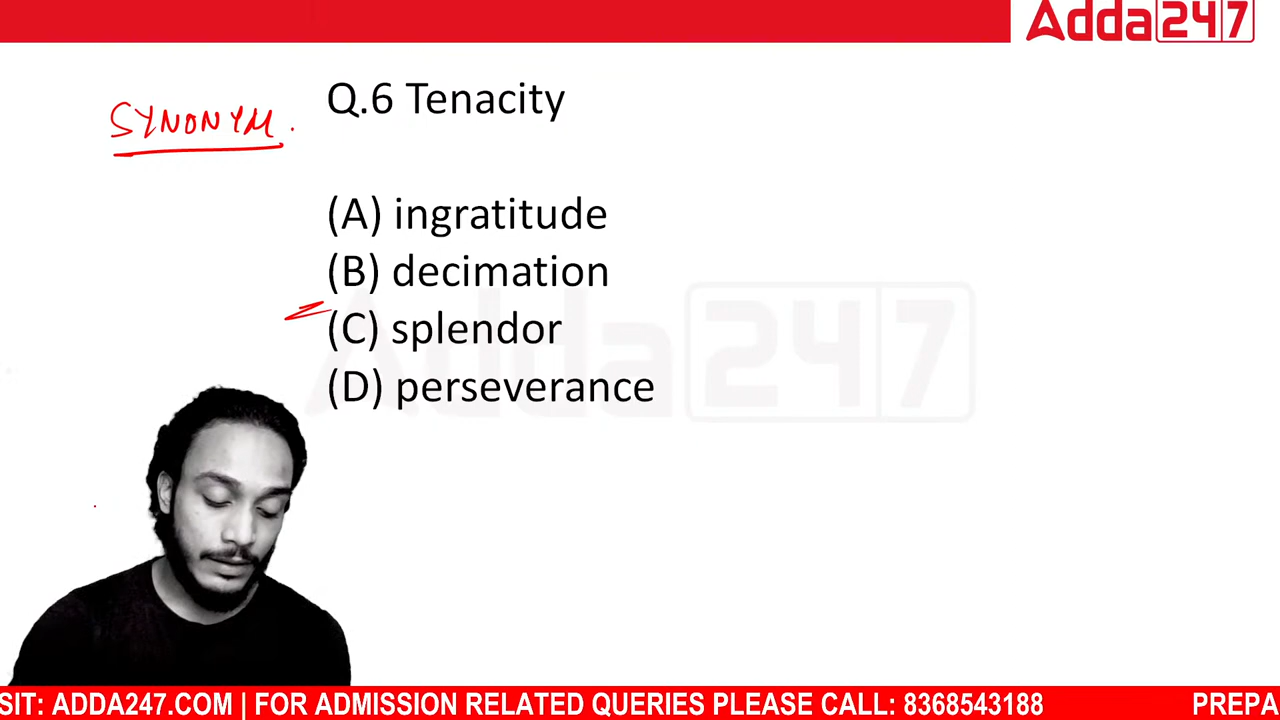 Adda247
Q.6 Tenacity
SYNONYM.
(A) ingratitude
(B) decimation
(C) splendor
(D) perseverance
Adda247
SIT: ADDA247.COM | FOR ADMISSION RELATED QUERIES PLEASE CALL: 8368543188 PREPA